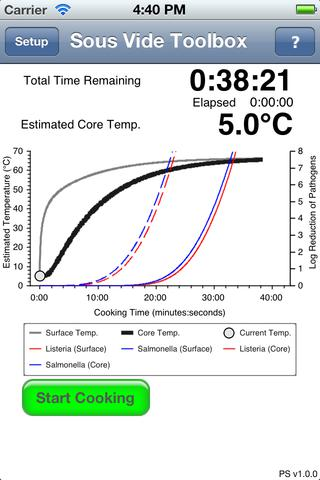 Carrier 4:40 PM
Setup Sous Vide Toolbox ?
Total Time Remaining 0:38:21
Elapsed 0:00:00
Estimated Core Temp. 5.0°C
Estimated Temperature (°C)
70
60
50
40
30
20
10
0
8
7
6
5
4
3
2
1
0
Log Reduction of Pathogens
0:00 10:00 20:00 30:00 40:00
Cooking Time (minutes:seconds)
Surface Temp. Core Temp. Current Temp.
Listeria (Surface) Salmonella (Surface) Listeria (Core)
Salmonella (Core)
Start Cooking
PS v1.0.0